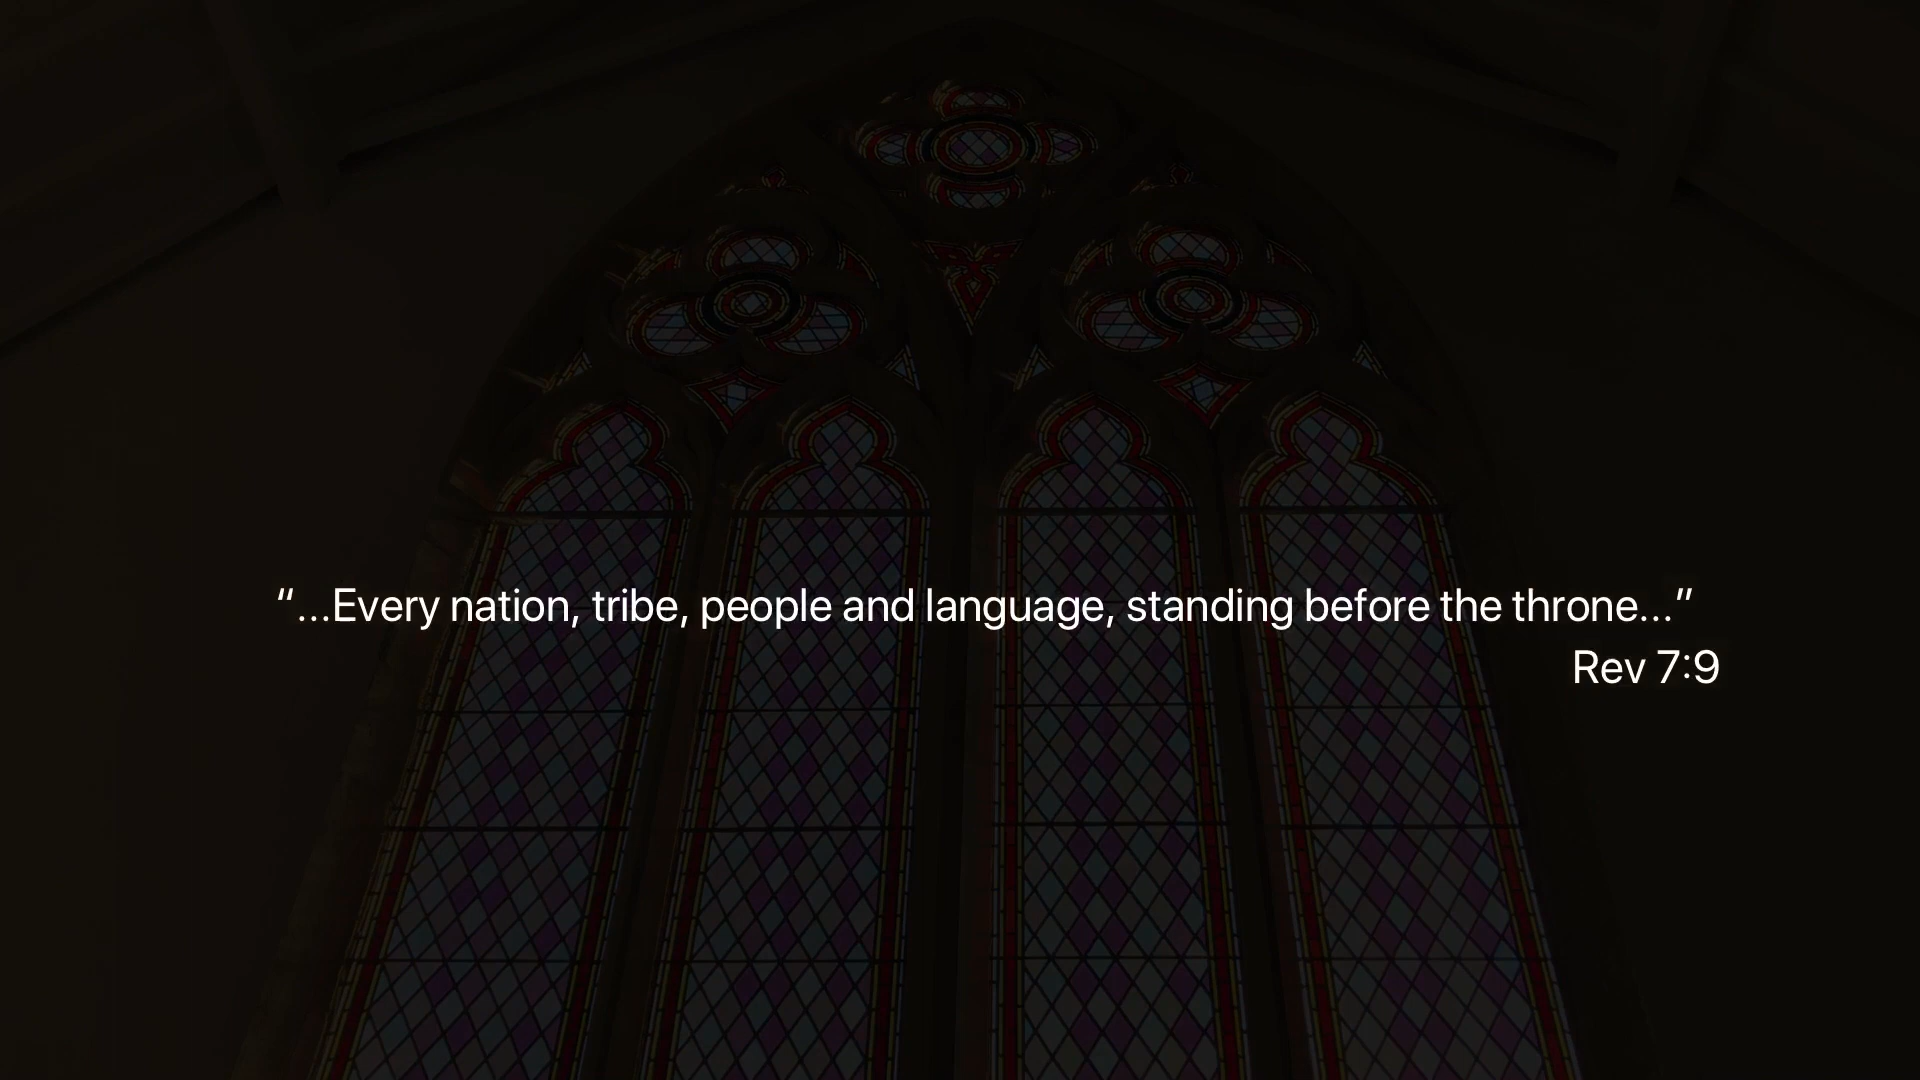 “...Every nation, tribe, people and language, standing before the throne...”
Rev 7:9